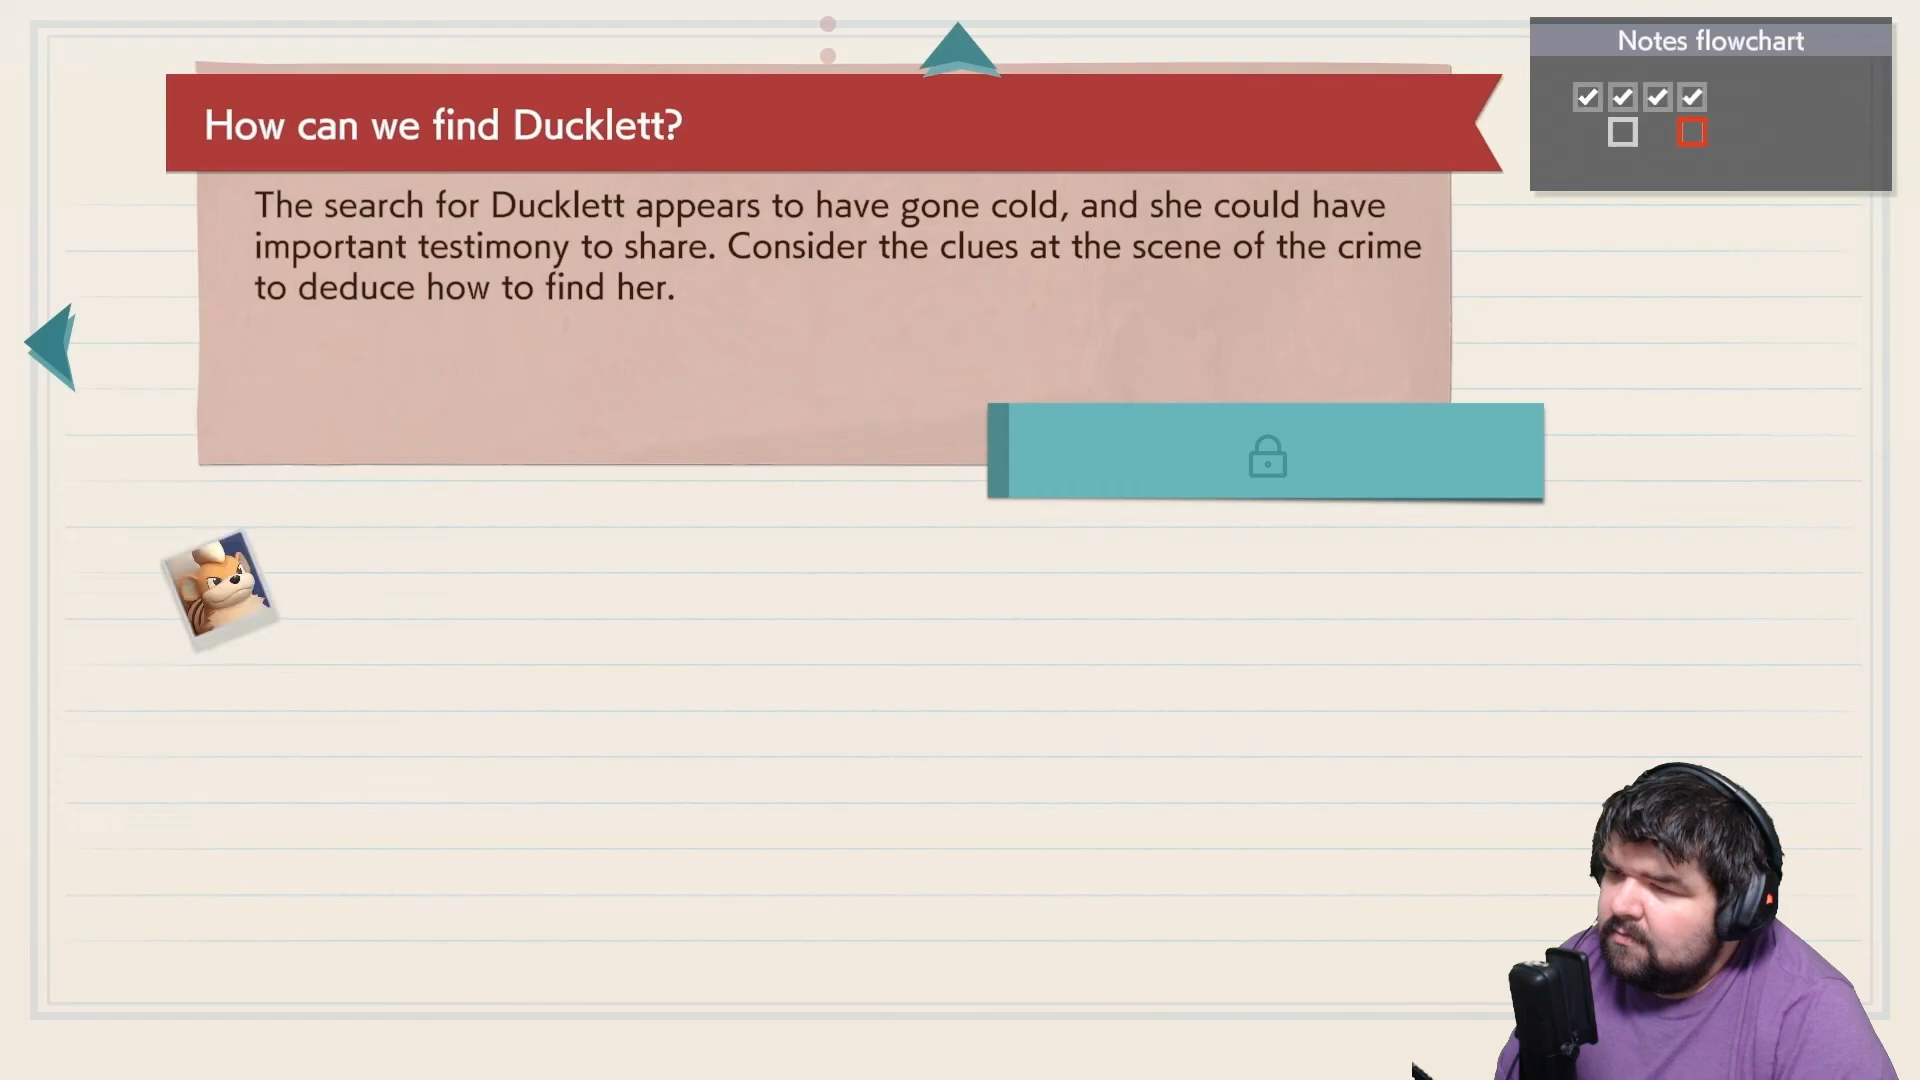 Notes flowchart
How can we find Ducklett?
The search for Ducklett appears to have gone cold, and she could have
important testimony to share. Consider the clues at the scene of the crime
to deduce how to find her.